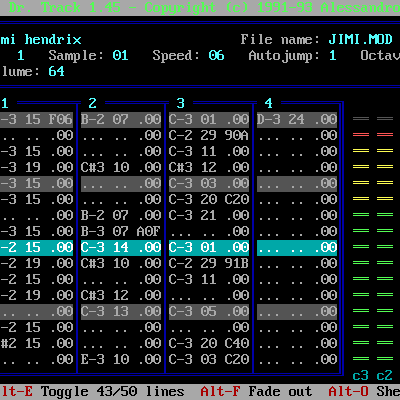 Dr. Track 1.45 - Copyright (c) 1991-93 Alessandro
mi hendrix File name: JIMI.MOD
1 Sample: 01 Speed: 06 Autojump: 1 Octav
lume: 64
1 2 3 4
-3 15 F06 B-2 07 .00 C-3 01 .00 D-3 24 .00
.. .. .00 ... .. .00 C-2 29 90A ... .. .00
-3 15 .00 ... .. .00 C-3 11 .00 ... .. .00
-3 19 .00 C#3 10 .00 C#3 12 .00 ... .. .00
-3 15 .00 ... .. .00 C-3 03 .00 ... .. .00
-3 15 .00 ... .. .00 C-3 20 C20 ... .. .00
.. .. .00 B-2 07 .00 C-3 21 .00 ... .. .00
-3 15 .00 B-3 07 A0F ... .. .00 ... .. .00
-2 15 .00 C-3 14 .00 C-3 01 .00 ... .. .00
-2 19 .00 C#3 10 .00 C-2 29 91B ... .. .00
-2 15 .00 ... .. .00 C-3 11 .00 ... .. .00
-2 19 .00 C#3 12 .00 ... .. .00 ... .. .00
.. .. .00 C-3 13 .00 C-3 05 .00 ... .. .00
-2 15 .00 ... .. .00 ... .. .00 ... .. .00
#2 15 .00 ... .. .00 C-3 20 C40 ... .. .00
.. .. .00 E-3 10 .00 C-3 03 C20 ... .. .00
c3 c2
lt-E Toggle 43/50 lines Alt-F Fade out Alt-O She